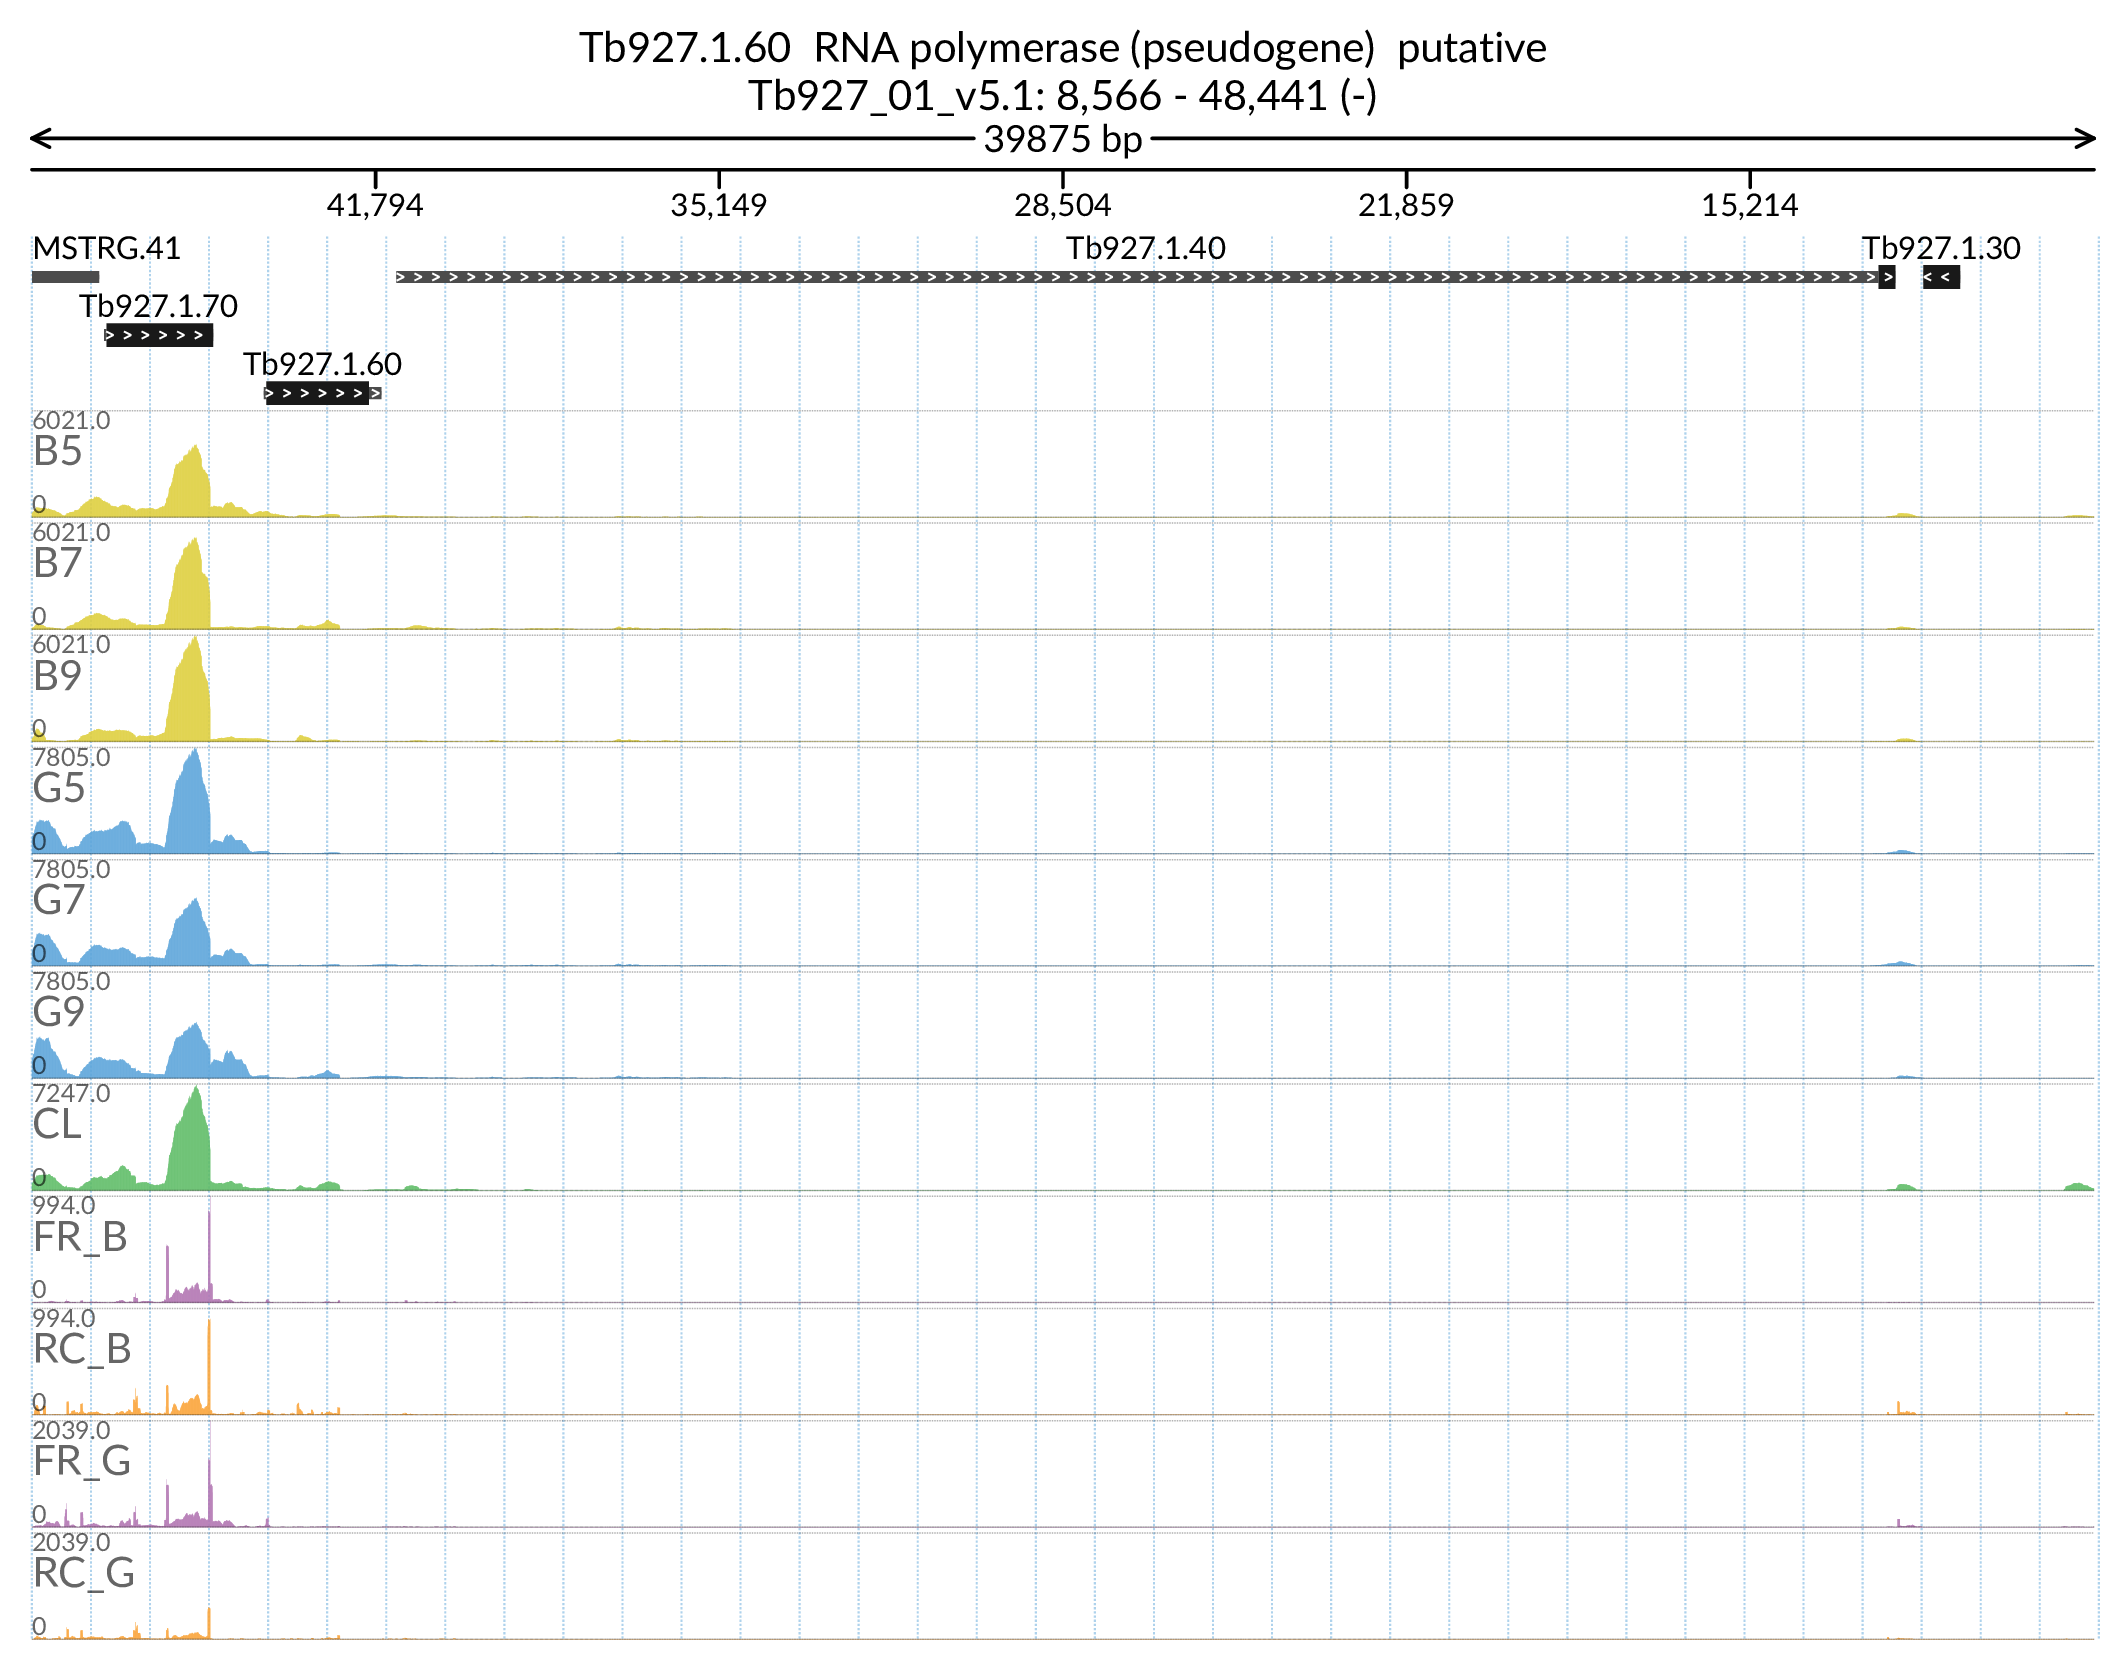 Tb927.1.60  RNA polymerase (pseudogene)  putative
Tb927_01_v5.1: 8,566 - 48,441 (-)
39875 bp
41,794 35,149 28,504 21,859 15,214
MSTRG.41 Tb927.1.40 Tb927.1.30
Tb927.1.70
Tb927.1.60
6021.0
B5
0
6021.0
B7
0
6021.0
B9
0
7805.0
G5
0
7805.0
G7
0
7805.0
G9
0
7247.0
CL
0
994.0
FR_B
0
994.0
RC_B
0
2039.0
FR_G
0
2039.0
RC_G
0